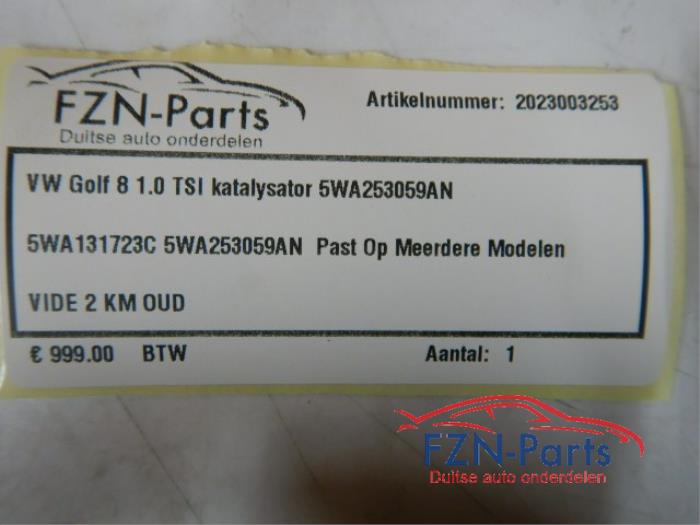 FZN-Parts
Duitse auto onderdelen
Artikelnummer: 2023003253
VW Golf 8 1.0 TSI katalysator 5WA253059AN
5WA131723C 5WA253059AN Past Op Meerdere Modelen
VIDE 2 KM OUD
€ 999.00 BTW Aantal: 1
FZN-Parts
Duitse auto onderdelen